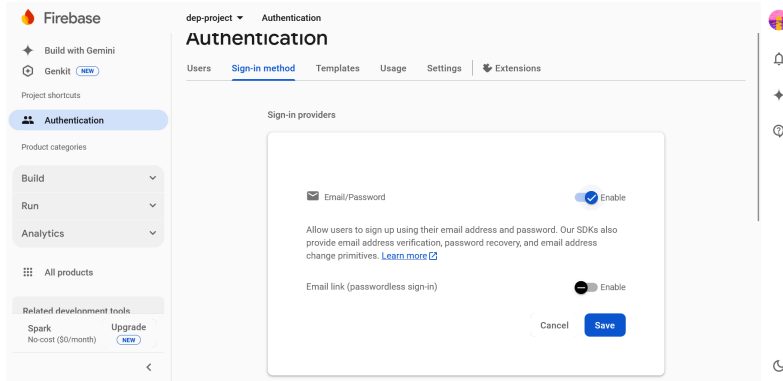 Firebase
dep-project
Authentication
Build with Gemini
Genkit NEW
Project shortcuts
Authentication
Product categories
Build
Run
Analytics
All products
Related development tools
Spark
No-cost ($0/month)
Upgrade
NEW
Authentication
Users Sign-in method Templates Usage Settings Extensions
Sign-in providers
Email/Password
Enable
Allow users to sign up using their email address and password. Our SDKs also
provide email address verification, password recovery, and email address
change primitives. Learn more
Email link (passwordless sign-in)
Enable
Cancel Save